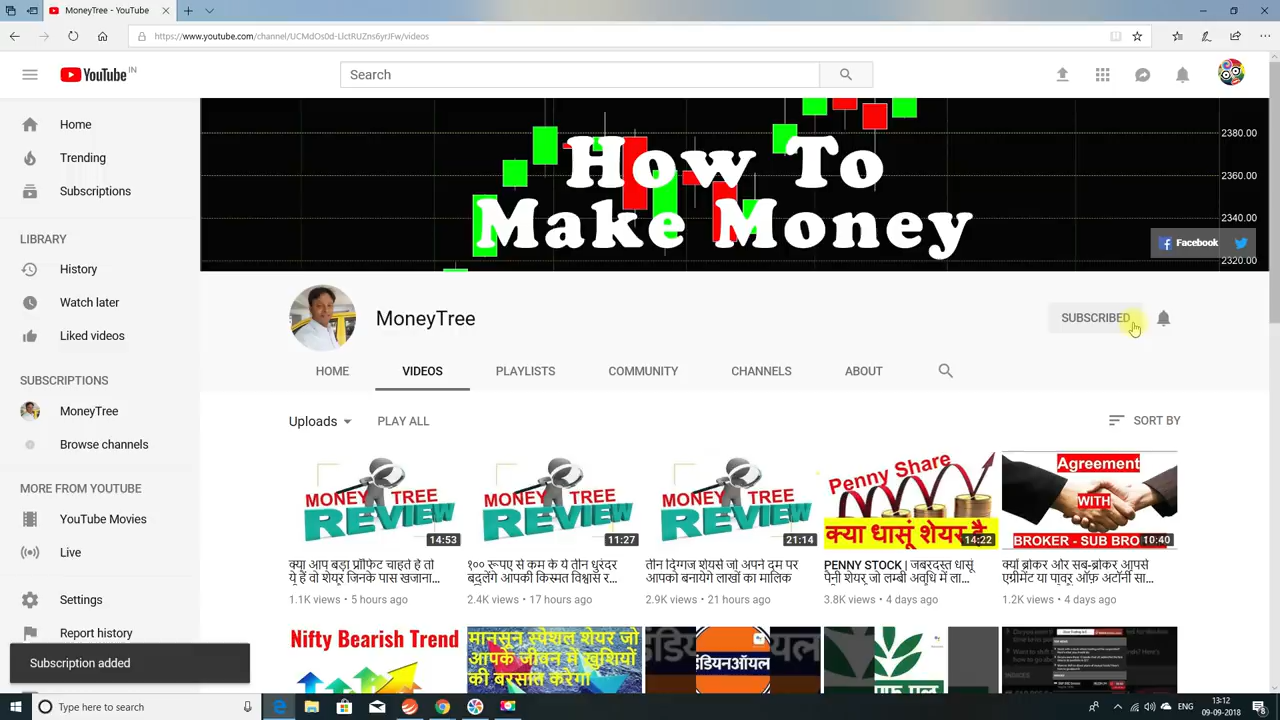 MoneyTree - YouTube
https://www.youtube.com/channel/UCMdOs0d-LlctRUZns6yrJFw/videos
YouTube IN
Search
Home
Trending
Subscriptions
LIBRARY
History
Watch later
Liked videos
SUBSCRIPTIONS
MoneyTree
Browse channels
MORE FROM YOUTUBE
YouTube Movies
Live
Settings
Report history
How To
Make Money
2380.00
2360.00
2340.00
2320.00
Facebook
MoneyTree
SUBSCRIBED
HOME VIDEOS PLAYLISTS COMMUNITY CHANNELS ABOUT
Uploads PLAY ALL SORT BY
MONEY TREE
REVIEW
14:53
MONEY TREE
REVIEW
11:27
MONEY TREE
REVIEW
21:14
Penny Share
क्या धासूं शेयर है
14:22
Agreement
WITH
BROKER - SUB BRO
10:40
क्या आप बड़ा प्रॉफिट चाहते है तो
ये है वो शेयर जिनके पास खजाना...
1.1K views • 5 hours ago
१०० रूपए से कम के ये तीन धुरंधर
बदलेंगे आपकी किस्मत विश्वास र...
2.4K views • 17 hours ago
तीन दिग्गज शेयर्स जो अपने दम पर
आपको बनायेगे लाखों का मालिक
2.9K views • 21 hours ago
PENNY STOCK | जबरदस्त धासूं
पेनी शेयर जो लम्बी अवधि में ला...
3.8K views • 4 days ago
क्यों ब्रोकर और सब-ब्रोकर आपसे
एग्रीमेंट या पावर ऑफ़ अटॉर्नी सा...
1.2K views • 4 days ago
Nifty Baarish Trend
मानसून स्पेशल शेयर जो
की वारसायेगा
Type here to search
13:12
09-09-2018
ENG